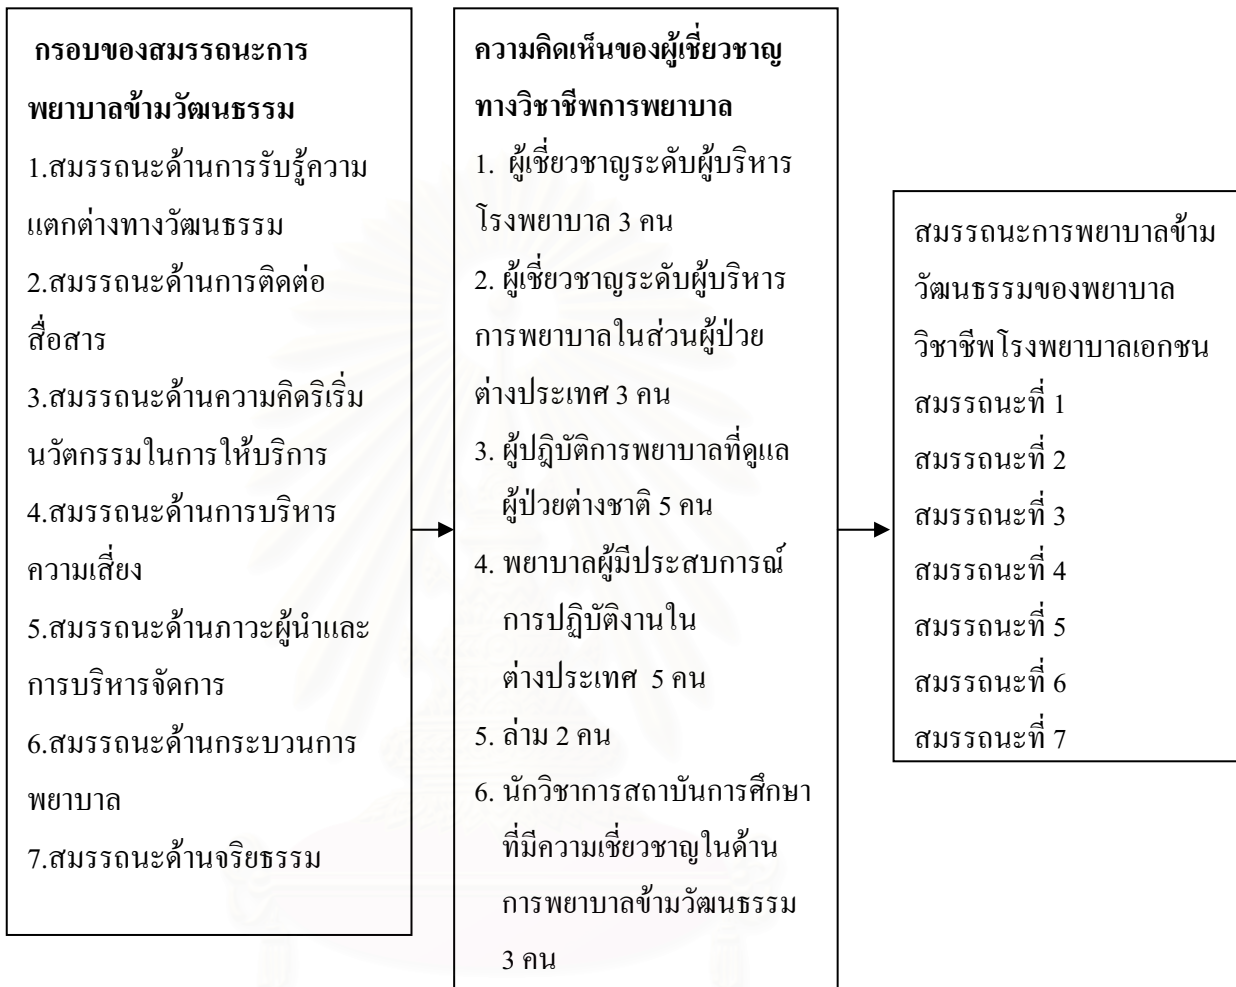 กรอบของสมรรถนะการ
พยาบาลข้ามวัฒนธรรม
1.สมรรถนะด้านการรับรู้ความ
แตกต่างทางวัฒนธรรม
2.สมรรถนะด้านการติดต่อ
สื่อสาร
3.สมรรถนะด้านความคิดริเริ่ม
นวัตกรรมในการให้บริการ
4.สมรรถนะด้านการบริหาร
ความเสี่ยง
5.สมรรถนะด้านภาวะผู้นำและ
การบริหารจัดการ
6.สมรรถนะด้านกระบวนการ
พยาบาล
7.สมรรถนะด้านจริยธรรม
ความคิดเห็นของผู้เชี่ยวชาญ
ทางวิชาชีพการพยาบาล
1. ผู้เชี่ยวชาญระดับผู้บริหาร
โรงพยาบาล 3 คน
2. ผู้เชี่ยวชาญระดับผู้บริหาร
การพยาบาลในส่วนผู้ป่วย
ต่างประเทศ 3 คน
3. ผู้ปฎิบัติการพยาบาลที่ดูแล
ผู้ป่วยต่างชาติ 5 คน
4. พยาบาลผู้มีประสบการณ์
การปฏิบัติงานใน
ต่างประเทศ 5 คน
5. ล่าม 2 คน
6. นักวิชาการสถาบันการศึกษา
ที่มีความเชี่ยวชาญในด้าน
การพยาบาลข้ามวัฒนธรรม
3 คน
สมรรถนะการพยาบาลข้าม
วัฒนธรรมของพยาบาล
วิชาชีพโรงพยาบาลเอกชน
สมรรถนะที่ 1
สมรรถนะที่ 2
สมรรถนะที่ 3
สมรรถนะที่ 4
สมรรถนะที่ 5
สมรรถนะที่ 6
สมรรถนะที่ 7